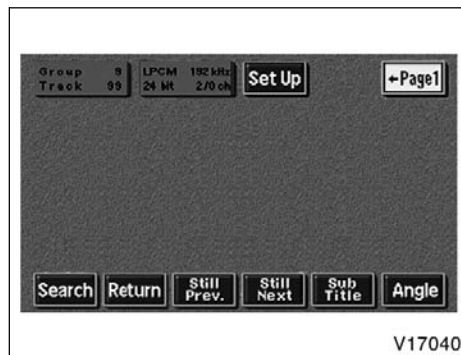 Group 9
Track 99
LPCM 192 kHz
24 bit 2/0 ch
Set Up
←Page1
Search
Return
Still
Prev.
Still
Next
Sub
Title
Angle
V17040